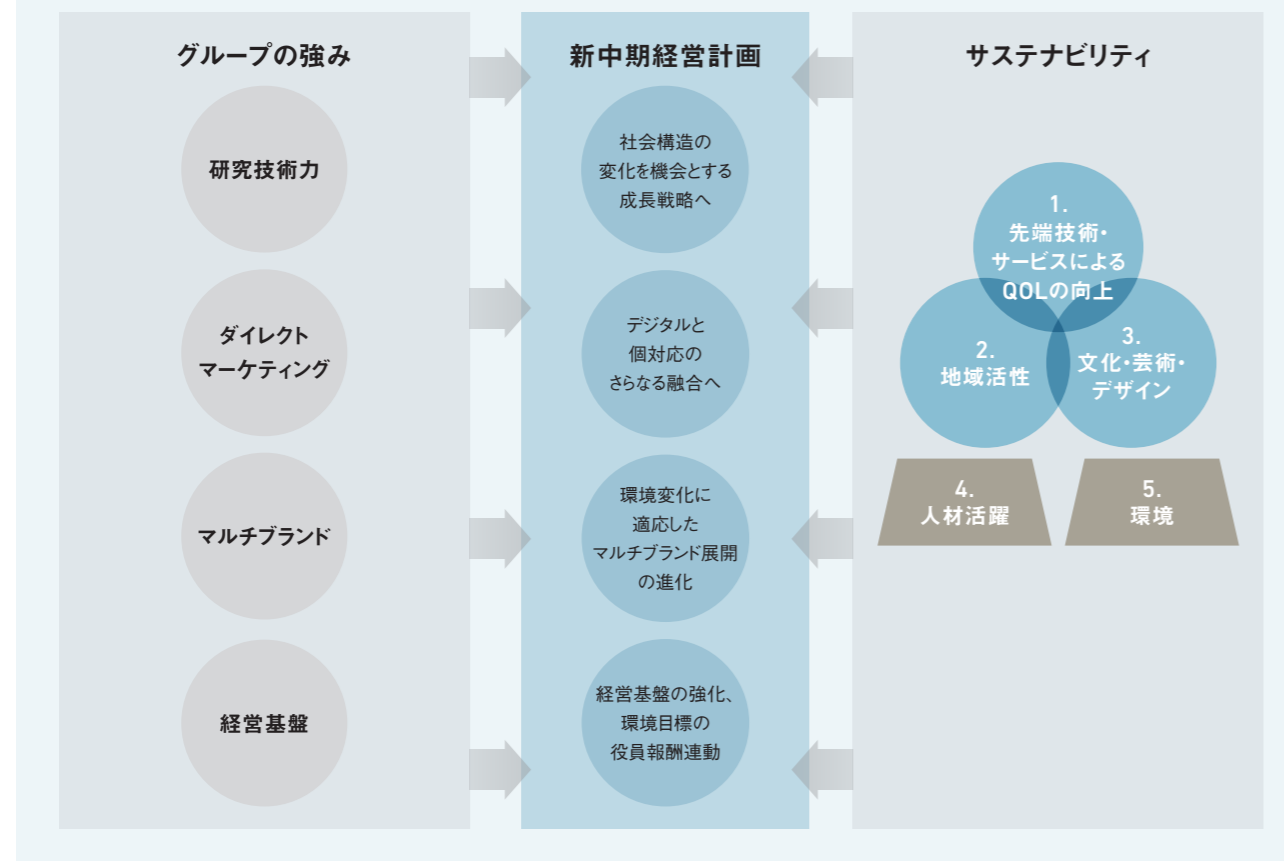 グループの強み
研究技術力
ダイレクト
マーケティング
マルチブランド
経営基盤
新中期経営計画
社会構造の
変化を機会とする
成長戦略へ
デジタルと
個対応の
さらなる融合へ
環境変化に
適応した
マルチブランド展開
の進化
経営基盤の強化、
環境目標の
役員報酬連動
サステナビリティ
1.
先端技術・
サービスによる
QOLの向上
2.
地域活性
3.
文化・芸術・
デザイン
4.
人材活躍
5.
環境